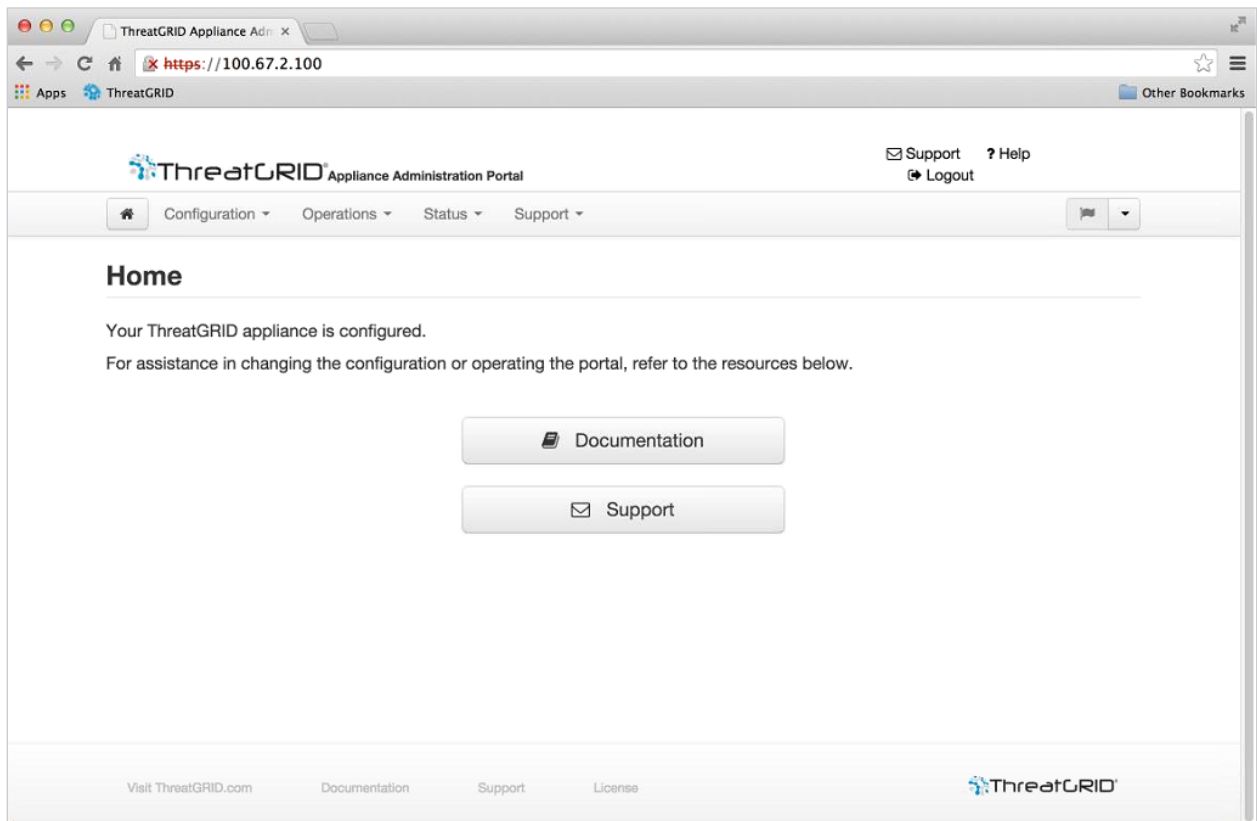 ThreatGRID Appliance Adm
https://100.67.2.100
Apps ThreatGRID
Other Bookmarks
ThreatGRID® Appliance Administration Portal
Support ? Help
Logout
Configuration Operations Status Support
Home
Your ThreatGRID appliance is configured.
For assistance in changing the configuration or operating the portal, refer to the resources below.
Documentation
Support
Visit ThreatGRID.com Documentation Support License
ThreatGRID®